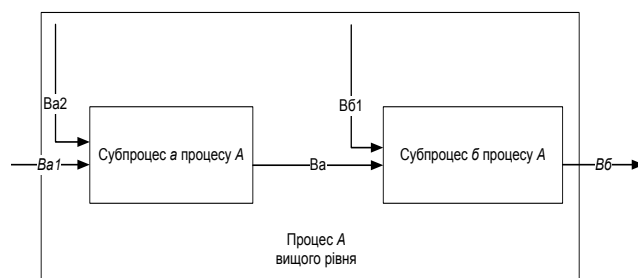 Ва2
Вб1
Субпроцес а процесу А
Субпроцес б процесу А
Ва1
Ва
Вб
Процес А
вищого рівня